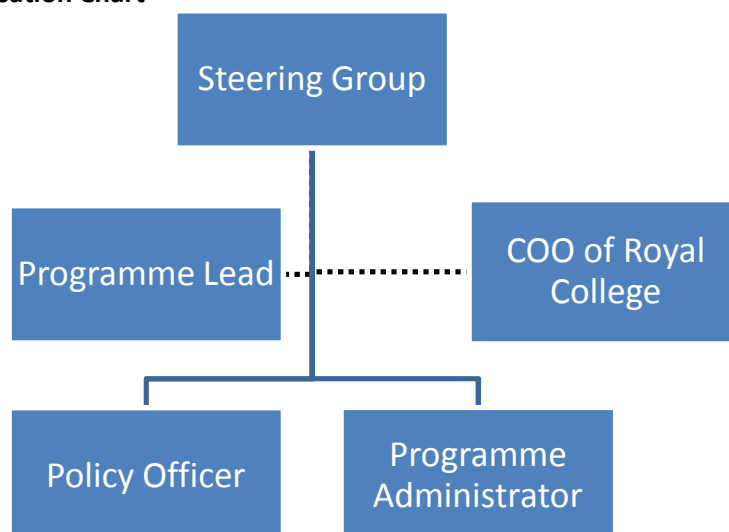 Steering Group
Programme Lead
COO of Royal
College
Policy Officer
Programme
Administrator